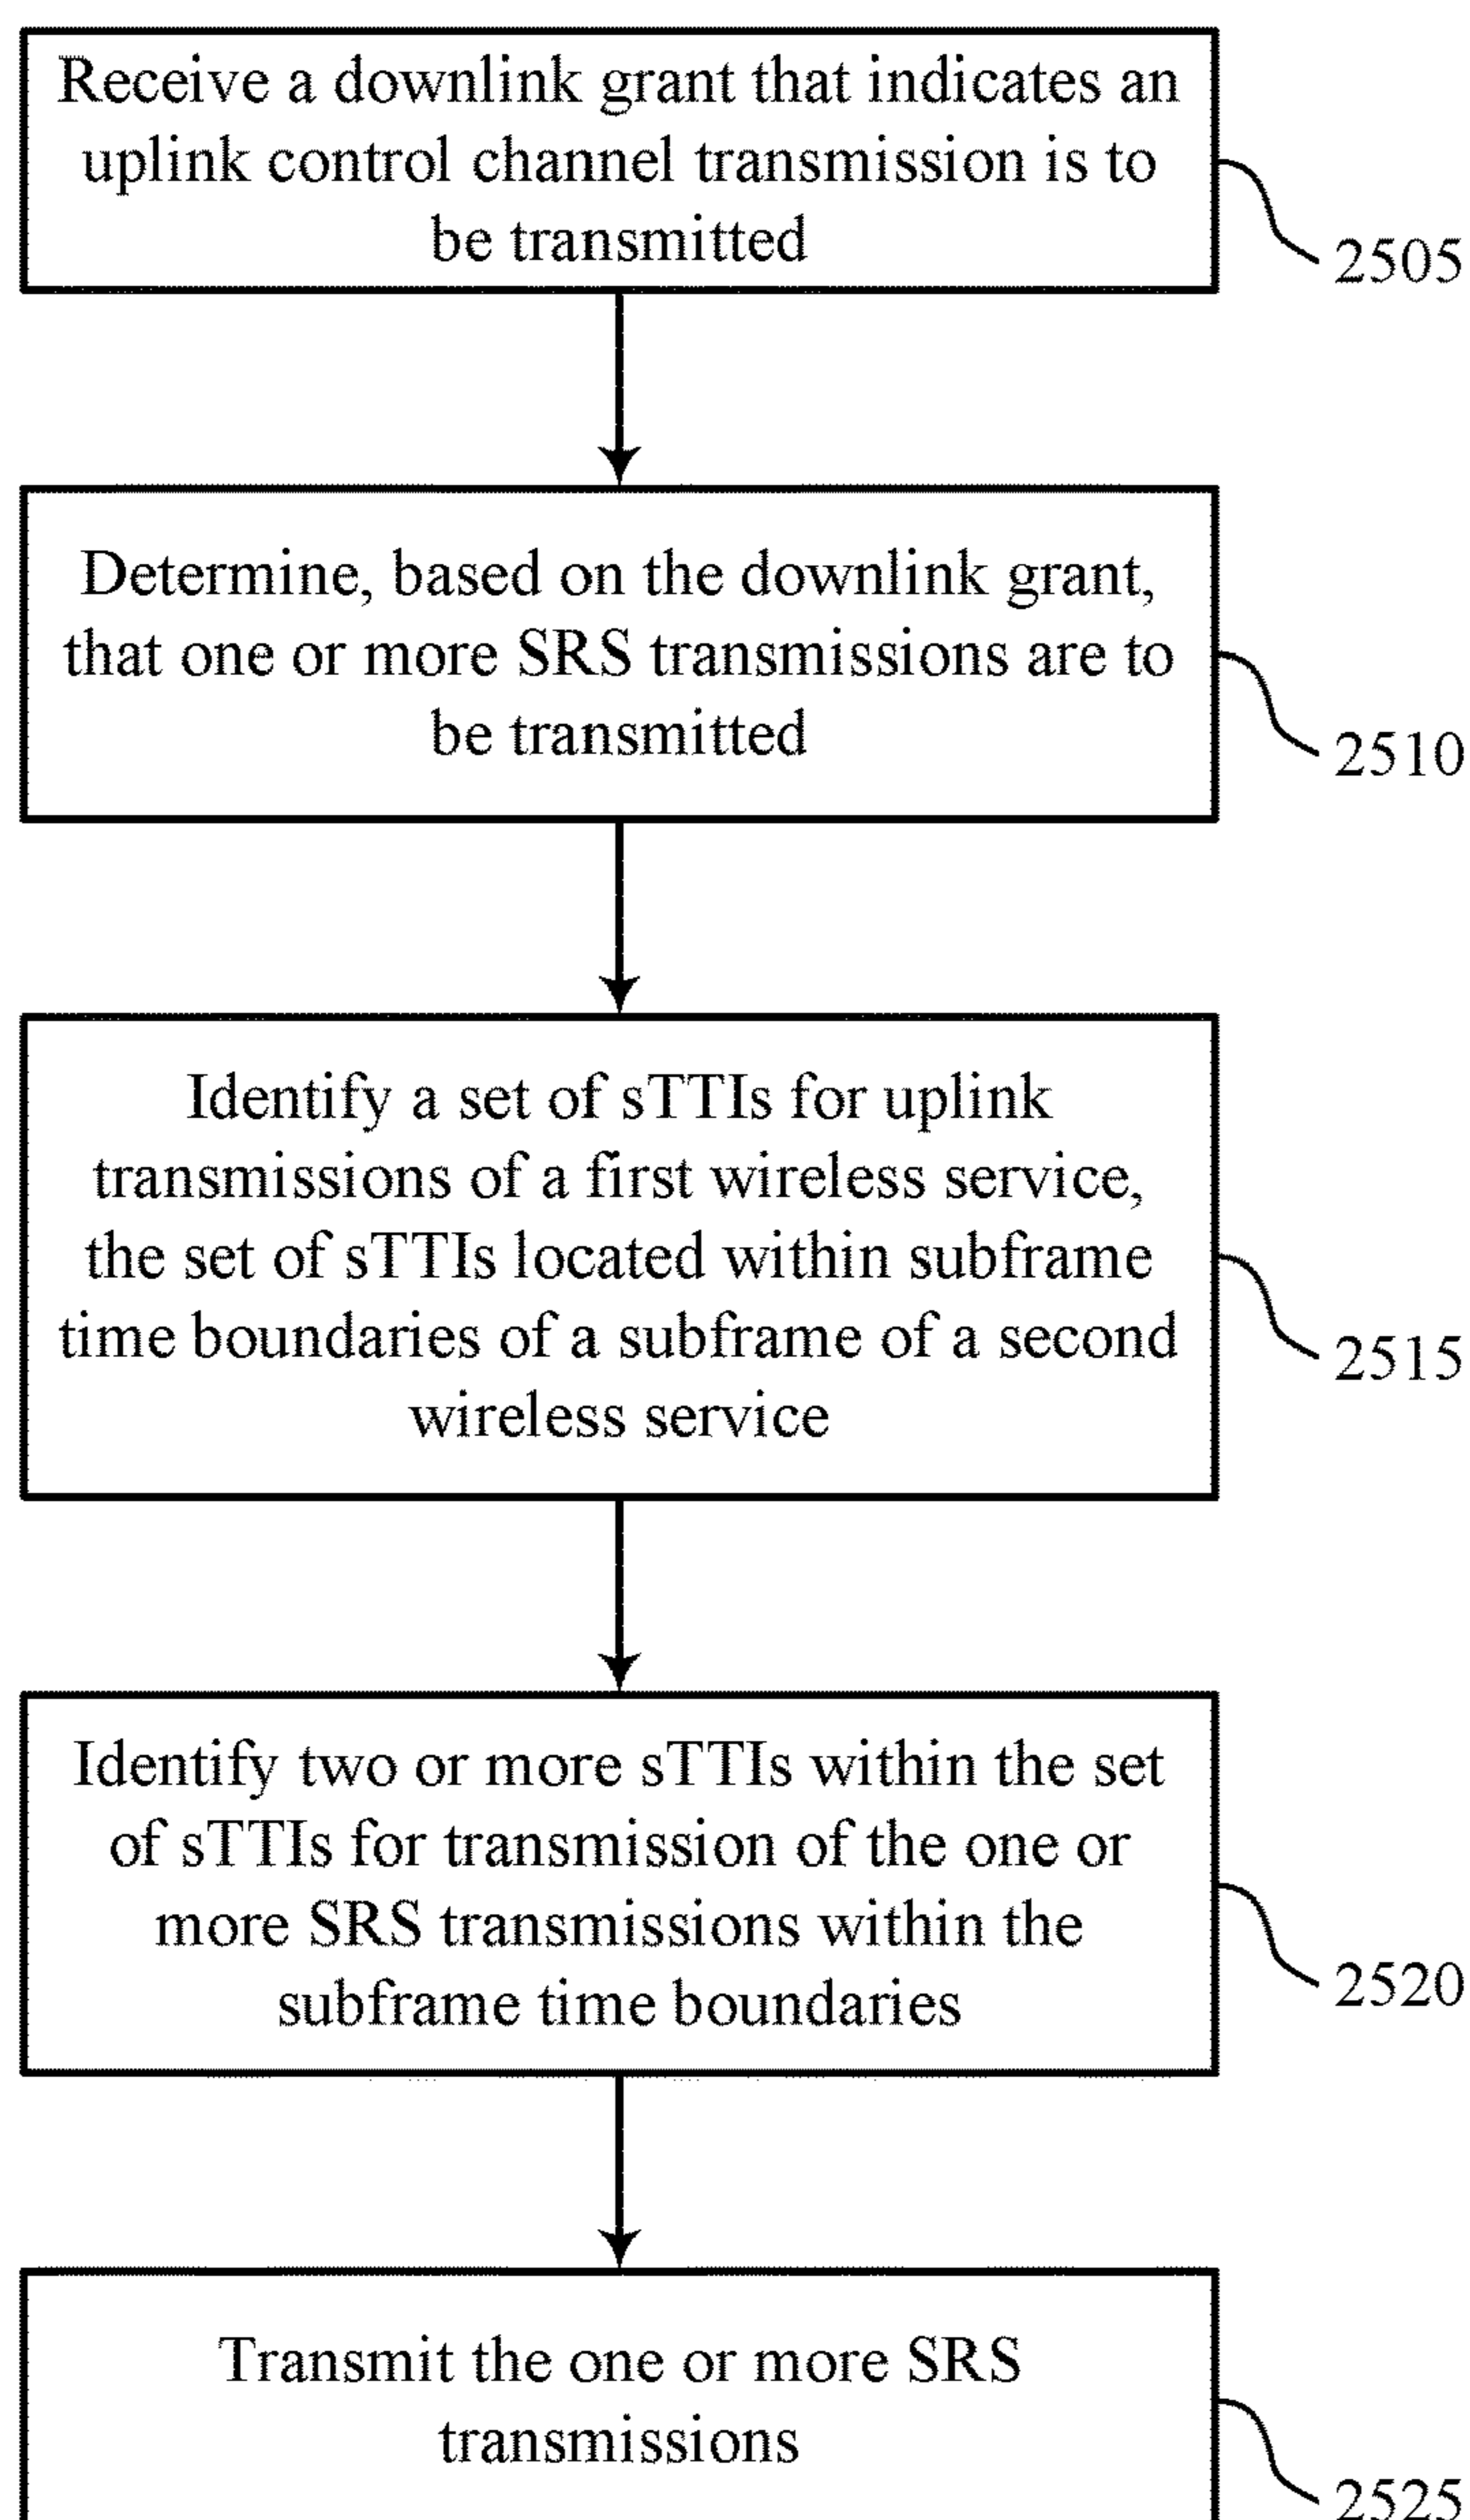 Receive a downlink grant that indicates an
uplink control channel transmission is to
be transmitted
2505
Determine, based on the downlink grant,
that one or more SRS transmissions are to
be transmitted
2510
Identify a set of sTTIs for uplink
transmissions of a first wireless service,
the set of sTTIs located within subframe
time boundaries of a subframe of a second
wireless service
2515
Identify two or more sTTIs within the set
of sTTIs for transmission of the one or
more SRS transmissions within the
subframe time boundaries
2520
Transmit the one or more SRS
transmissions
2525